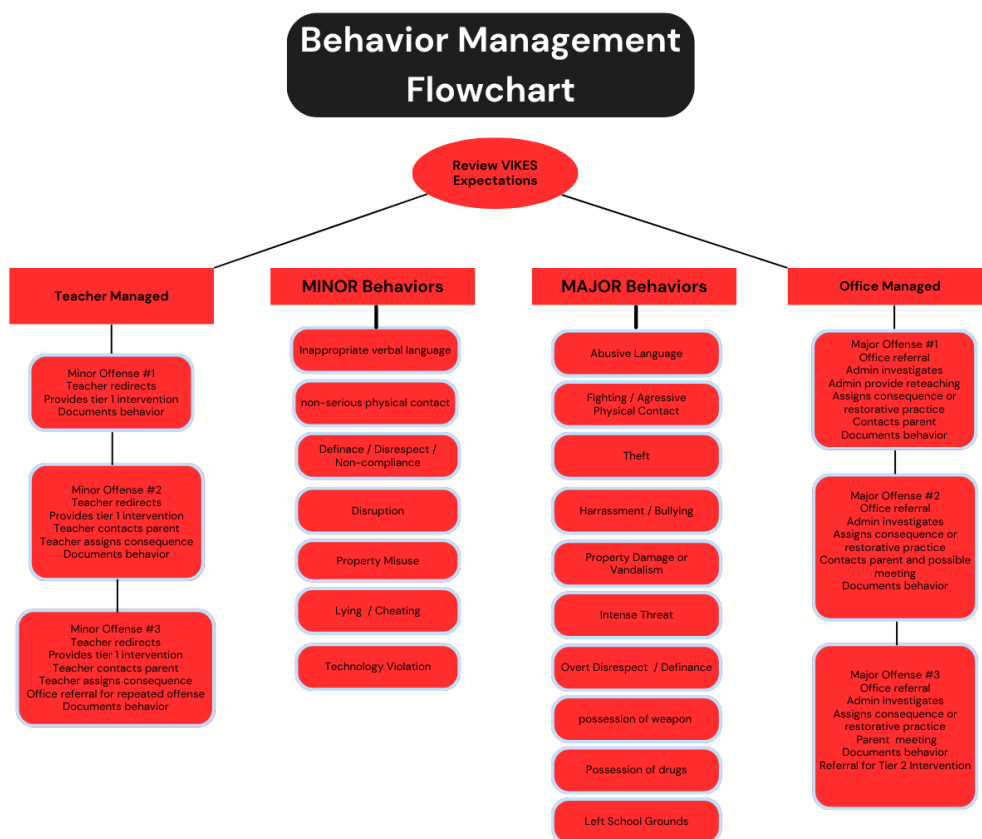 Behavior Management
Flowchart
Review VIKES
Expectations
Teacher Managed
Minor Offense #1
Teacher redirects
Provides tier 1 intervention
Documents behavior
Minor Offense #2
Teacher redirects
Provides tier 1 intervention
Teacher contacts parent
Teacher assigns consequence
Documents behavior
Minor Offense #3
Teacher redirects
Provides tier 1 intervention
Teacher contacts parent
Teacher assigns consequence
Office referral for repeated offense
Documents behavior
MINOR Behaviors
Inappropriate verbal language
non-serious physical contact
Definace / Disrespect /
Non-compliance
Disruption
Property Misuse
Lying / Cheating
Technology Violation
MAJOR Behaviors
Abusive Language
Fighting / Agressive
Physical Contact
Theft
Harrassment / Bullying
Property Damage or
Vandalism
Intense Threat
Overt Disrespect / Definance
possession of weapon
Possession of drugs
Left School Grounds
Office Managed
Major Offense #1
Office referral
Admin investigates
Admin provide reteaching
Assigns consequence or
restorative practice
Contacts parent
Documents behavior
Major Offense #2
Office referral
Admin investigates
Assigns consequence or
restorative practice
Contacts parent and possible
meeting
Documents behavior
Major Offense #3
Office referral
Admin investigates
Assigns consequence or
restorative practice
Parent meeting
Documents behavior
Referral for Tier 2 Intervention